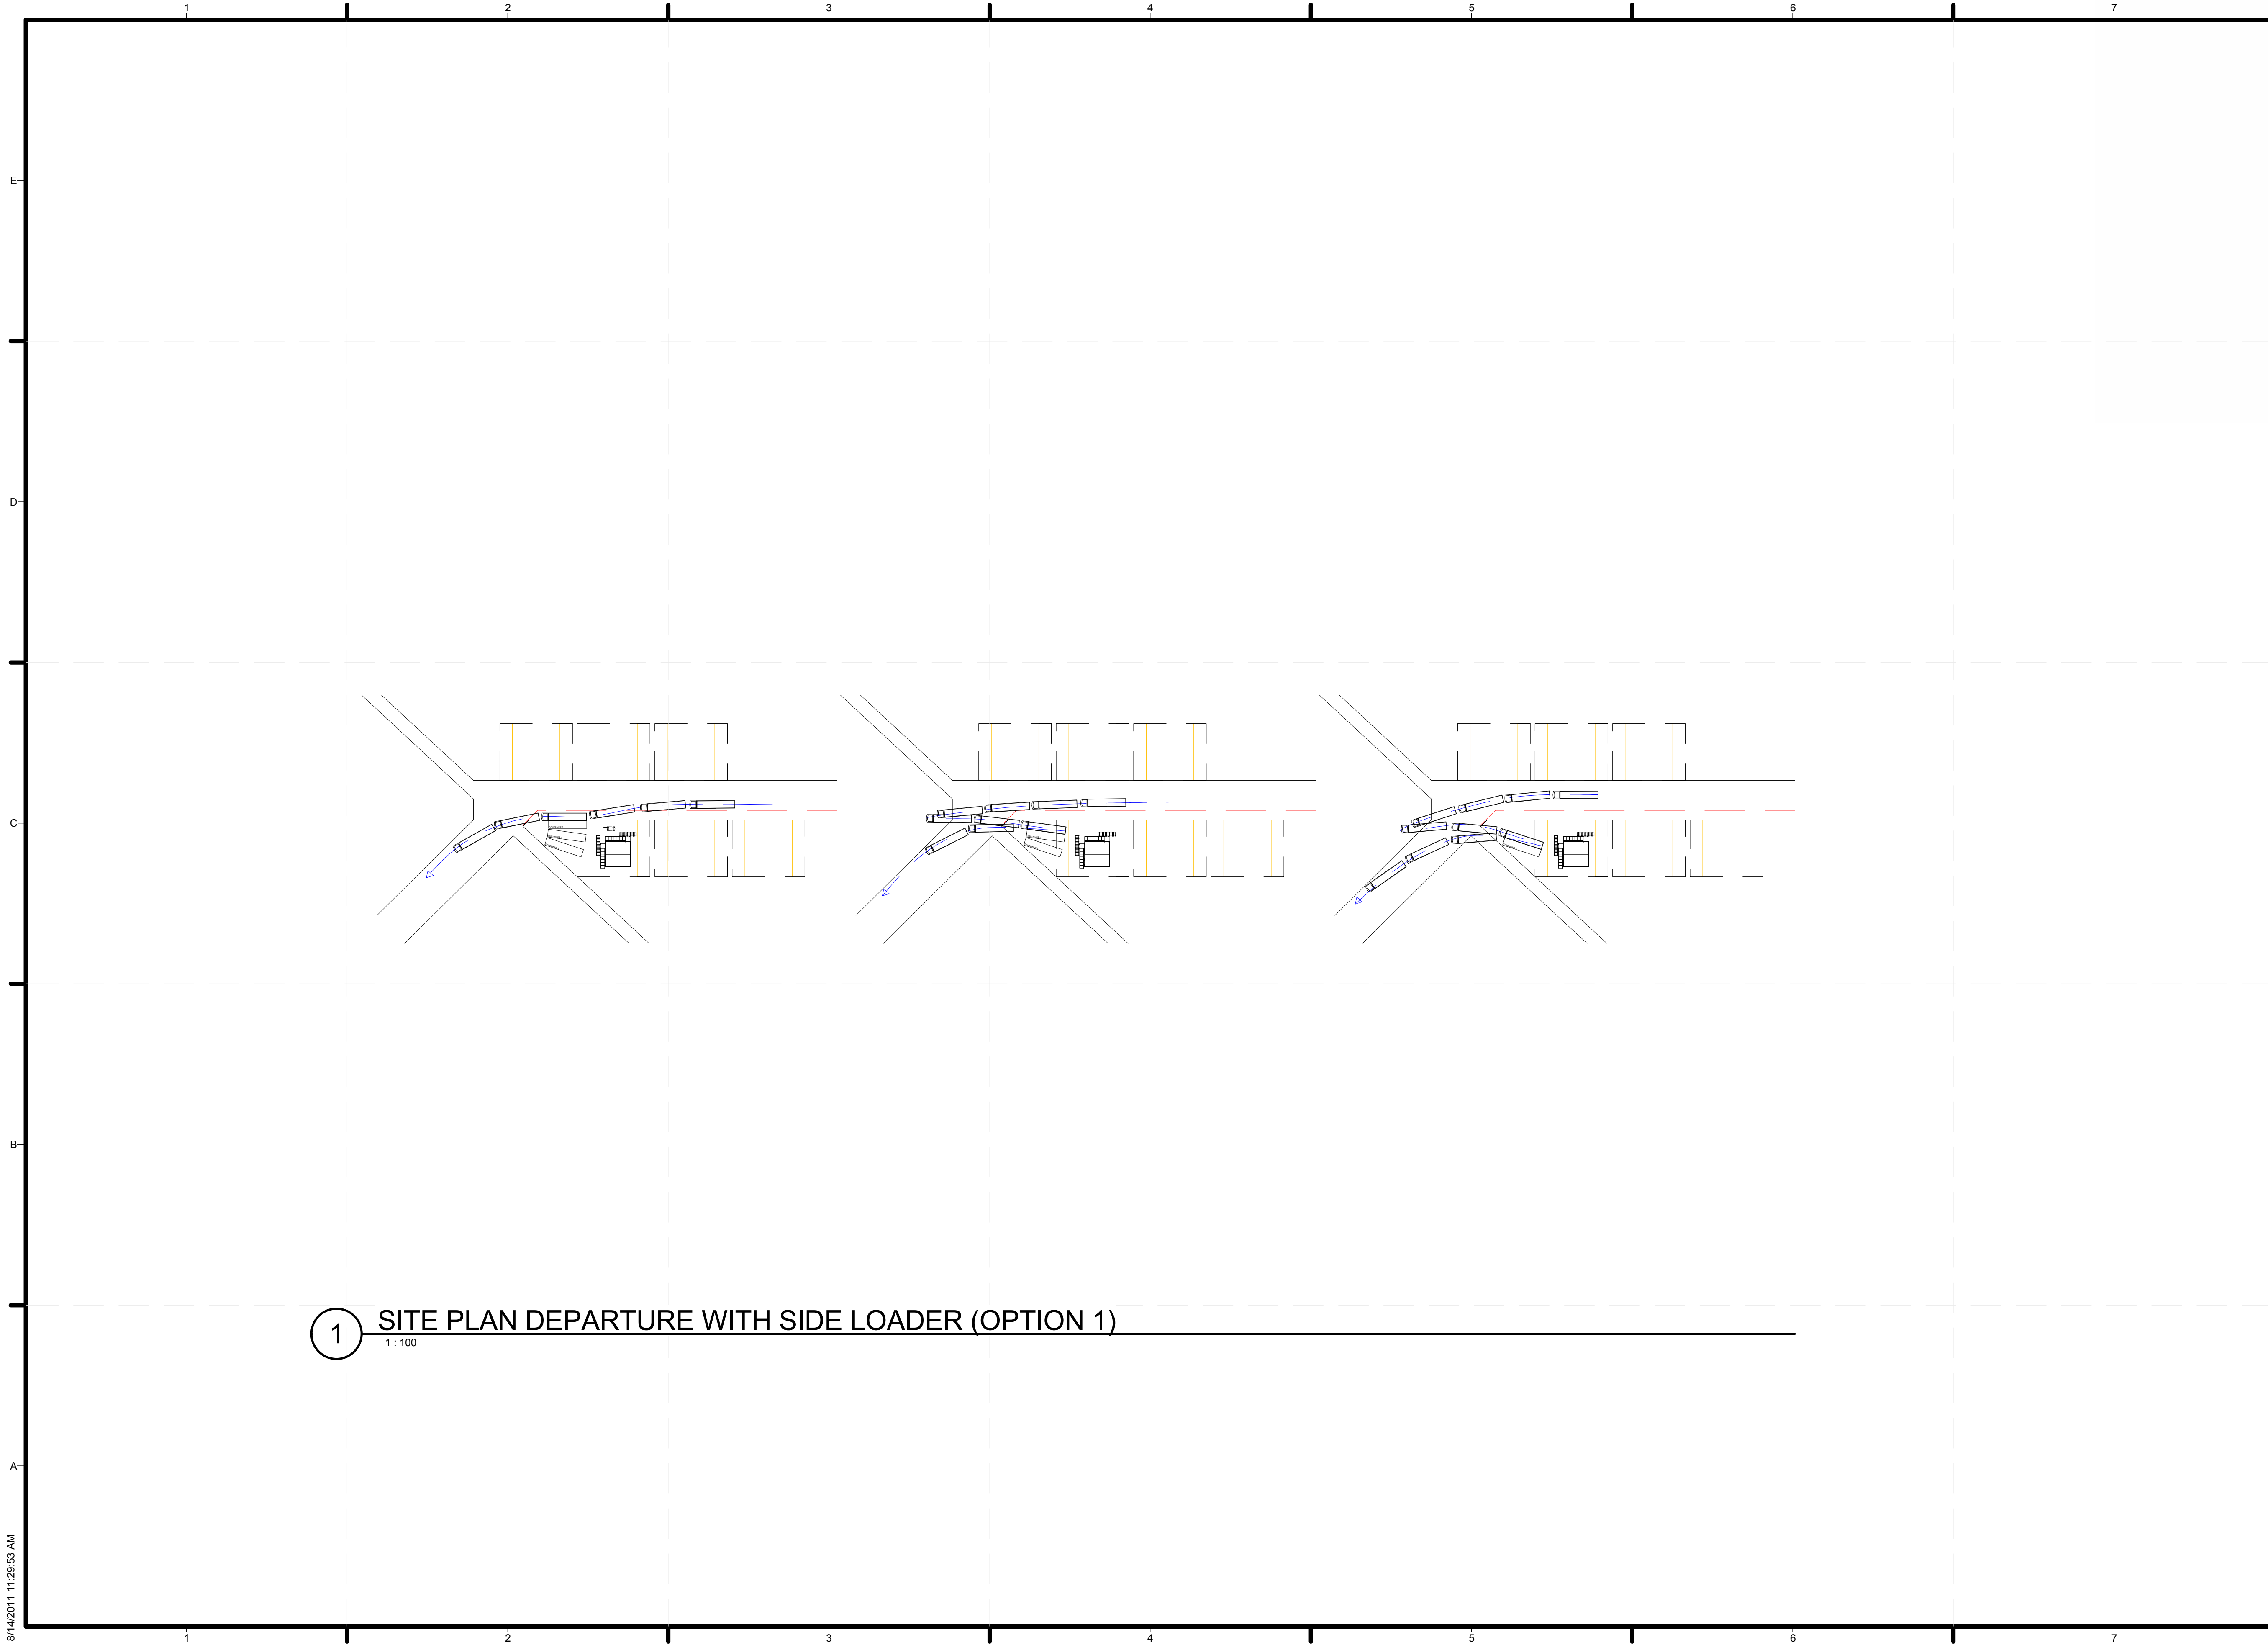 1 2 3 4 5 6 7
E
D
C
B
A
1 SITE PLAN DEPARTURE WITH SIDE LOADER (OPTION 1)
1 : 100
8/14/2011 11:29:53 AM
1 2 3 4 5 6 7